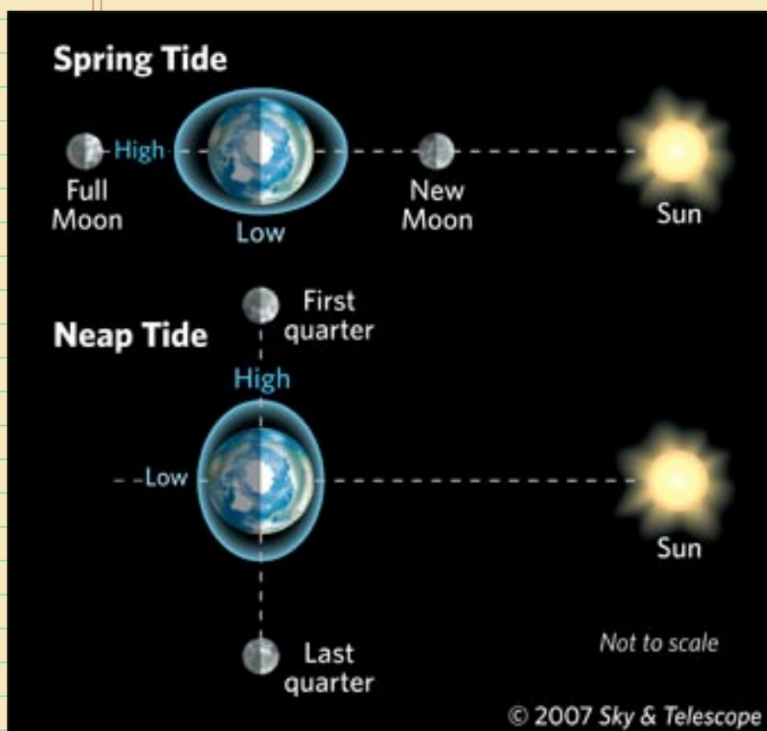 Spring Tide
High
Full
Moon
Low
New
Moon
Sun
First
quarter
Neap Tide
High
Low
Sun
Last
quarter
Not to scale
© 2007 Sky & Telescope